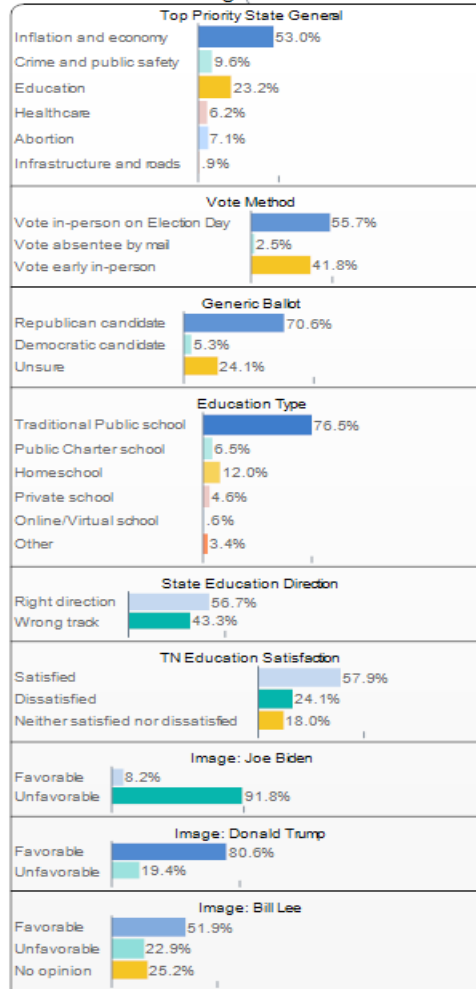 Top Priority State General
Inflation and economy 53.0%
Crime and public safety 9.6%
Education 23.2%
Healthcare 6.2%
Abortion 7.1%
Infrastructure and roads .9%
Vote Method
Vote in-person on Election Day 55.7%
Vote absentee by mail 2.5%
Vote early in-person 41.8%
Generic Ballot
Republican candidate 70.6%
Democratic candidate 5.3%
Unsure 24.1%
Education Type
Traditional Public school 76.5%
Public Charter school 6.5%
Homeschool 12.0%
Private school 4.6%
Online/Virtual school .6%
Other 3.4%
State Education Direction
Right direction 56.7%
Wrong track 43.3%
TN Education Satisfaction
Satisfied 57.9%
Dissatisfied 24.1%
Neither satisfied nor dissatisfied 18.0%
Image: Joe Biden
Favorable 8.2%
Unfavorable 91.8%
Image: Donald Trump
Favorable 80.6%
Unfavorable 19.4%
Image: Bill Lee
Favorable 51.9%
Unfavorable 22.9%
No opinion 25.2%